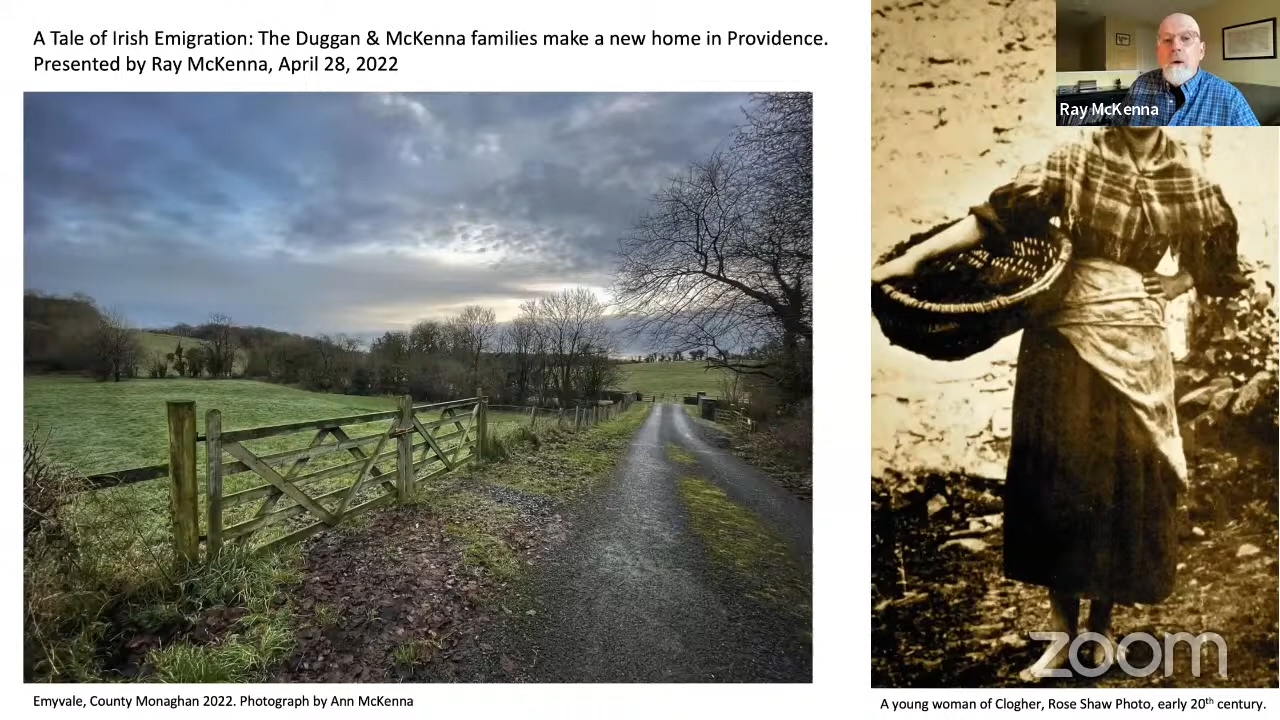 A Tale of Irish Emigration: The Duggan & McKenna families make a new home in Providence.
Presented by Ray McKenna, April 28, 2022
Ray McKenna
zoom
Emyvale, County Monaghan 2022. Photograph by Ann McKenna
A young woman of Clogher, Rose Shaw Photo, early 20th century.